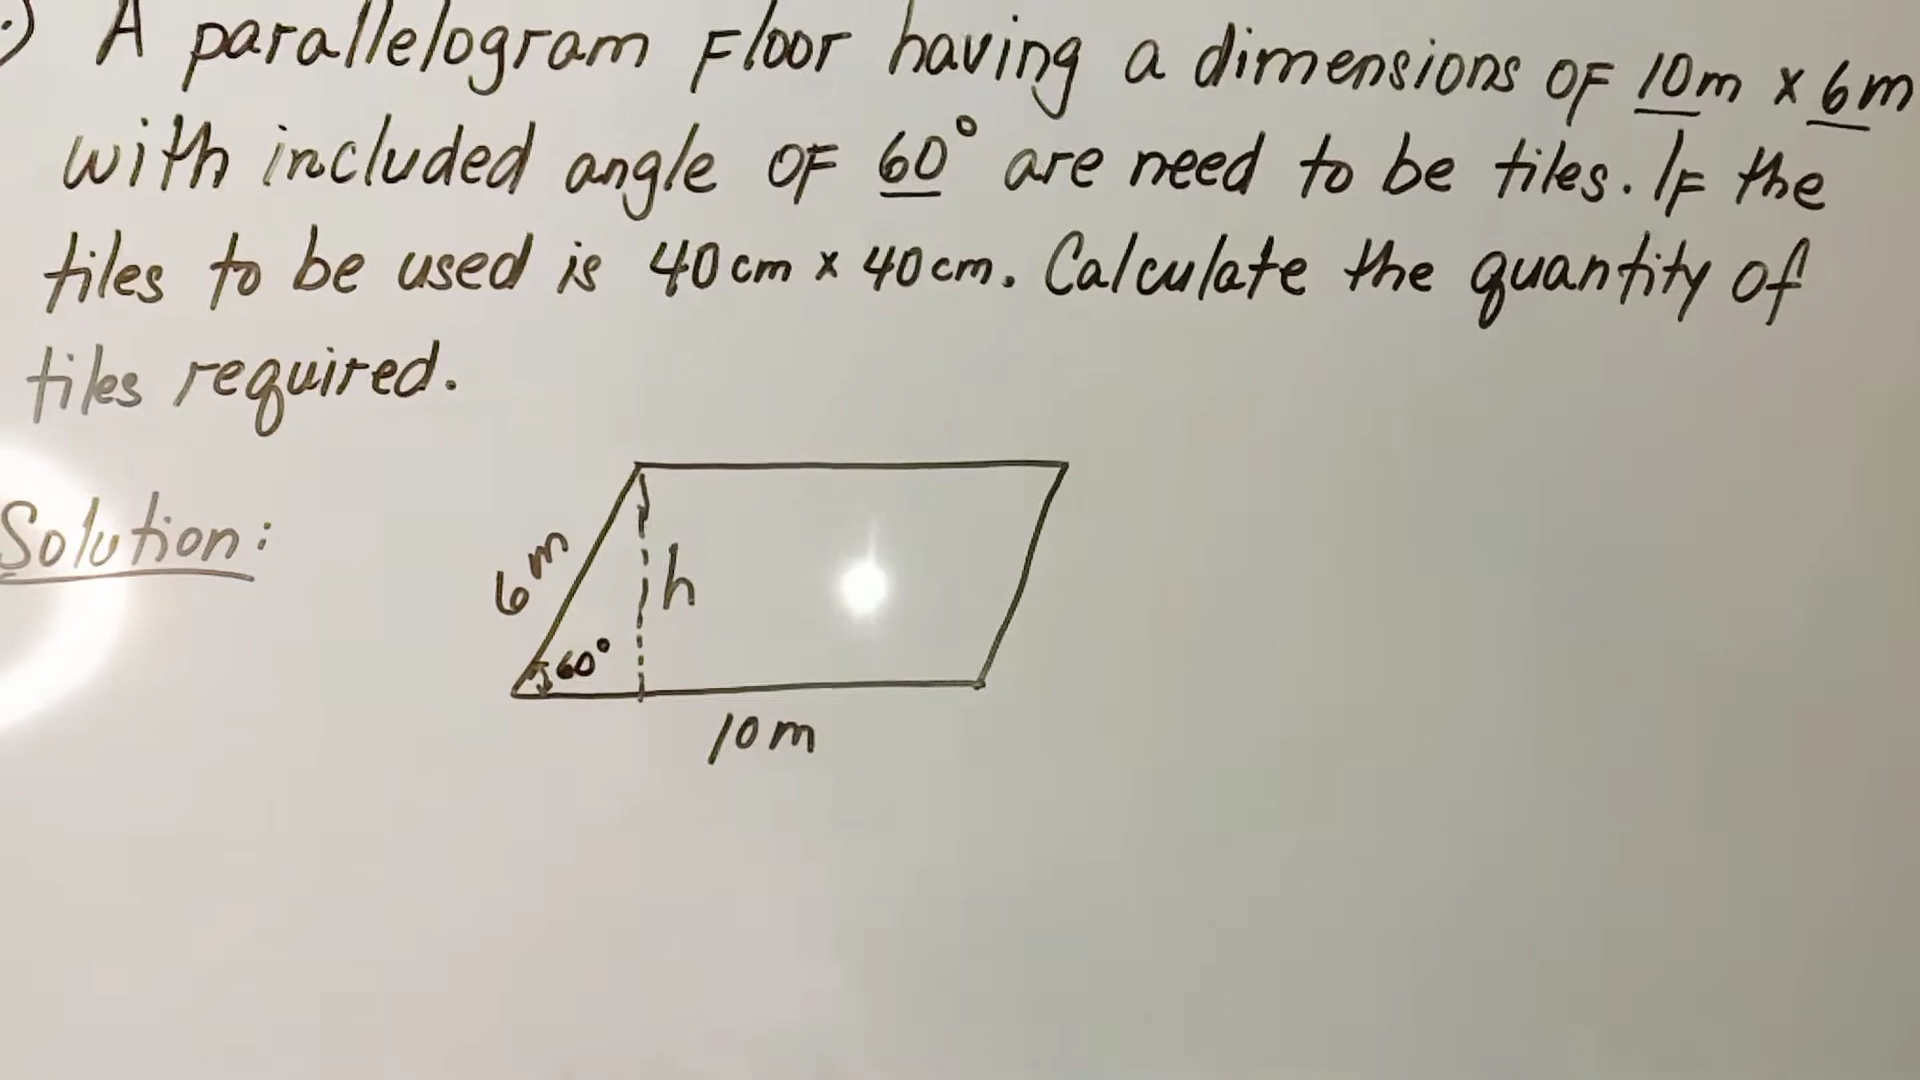 A parallelogram Floor having a dimensions OF 10m x 6m
with included angle OF 60° are need to be tiles. IF the
tiles to be used is 40cm x 40cm. Calculate the quantity of
tiles required.
Solution:
6m
h
60°
10m